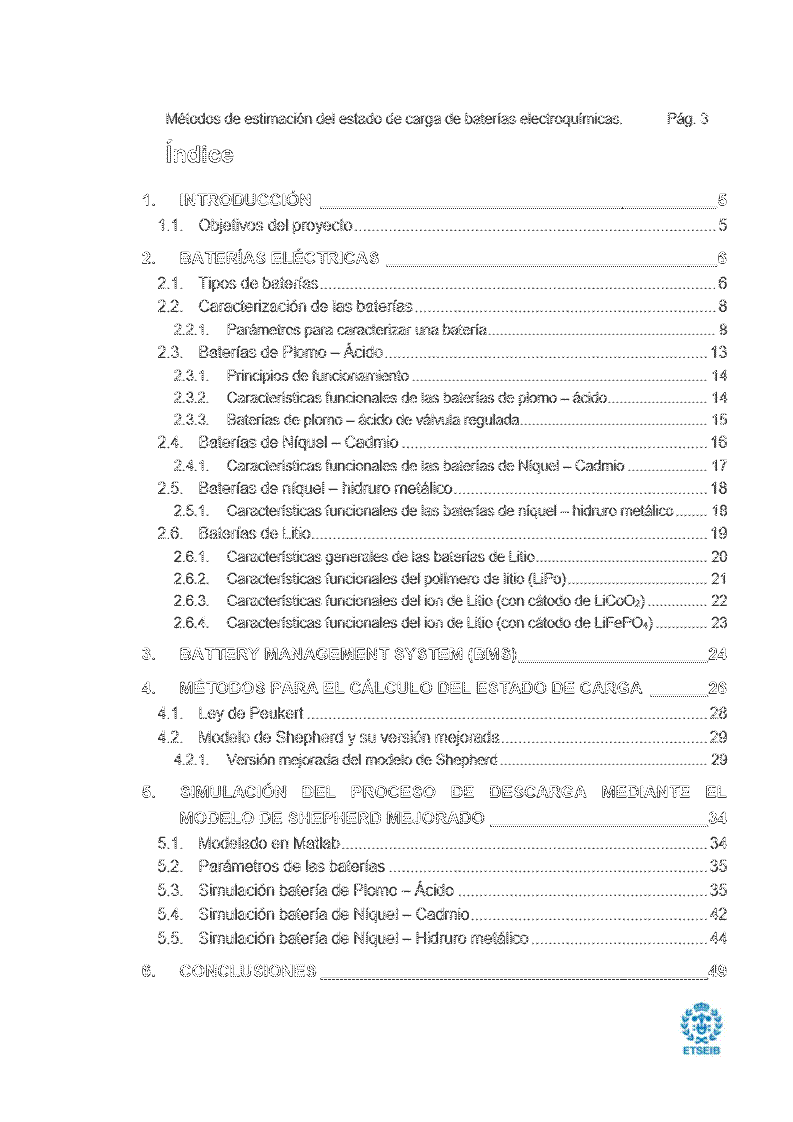 Métodos de estimación del estado de carga de baterías electroquímicas. Pág. 3
Índice
1. INTRODUCCIÓN 5
1.1. Objetivos del proyecto 5
2. BATERÍAS ELÉCTRICAS 6
2.1. Tipos de baterías 6
2.2. Caracterización de las baterías 8
2.2.1. Parámetros para caracterizar una batería 8
2.3. Baterías de Plomo – Ácido 13
2.3.1. Principios de funcionamiento 14
2.3.2. Características funcionales de las baterías de plomo – ácido 14
2.3.3. Baterías de plomo – ácido de válvula regulada 15
2.4. Baterías de Níquel – Cadmio 16
2.4.1. Características funcionales de las baterías de Níquel – Cadmio 17
2.5. Baterías de níquel – hidruro metálico 18
2.5.1. Características funcionales de las baterías de níquel – hidruro metálico 18
2.6. Baterías de Litio 19
2.6.1. Características generales de las baterías de Litio 20
2.6.2. Características funcionales del polímero de litio (LiPo) 21
2.6.3. Características funcionales del ion de Litio (con cátodo de LiCoO₂) 22
2.6.4. Características funcionales del ion de Litio (con cátodo de LiFePO₄) 23
3. BATTERY MANAGEMENT SYSTEM (BMS) 24
4. MÉTODOS PARA EL CÁLCULO DEL ESTADO DE CARGA 26
4.1. Ley de Peukert 28
4.2. Modelo de Shepherd y su versión mejorada 29
4.2.1. Versión mejorada del modelo de Shepherd 29
5. SIMULACIÓN DEL PROCESO DE DESCARGA MEDIANTE EL
MODELO DE SHEPHERD MEJORADO 34
5.1. Modelado en Matlab 34
5.2. Parámetros de las baterías 35
5.3. Simulación batería de Plomo – Ácido 35
5.4. Simulación batería de Níquel – Cadmio 42
5.5. Simulación batería de Níquel – Hidruro metálico 44
6. CONCLUSIONES 49
ETSEIB